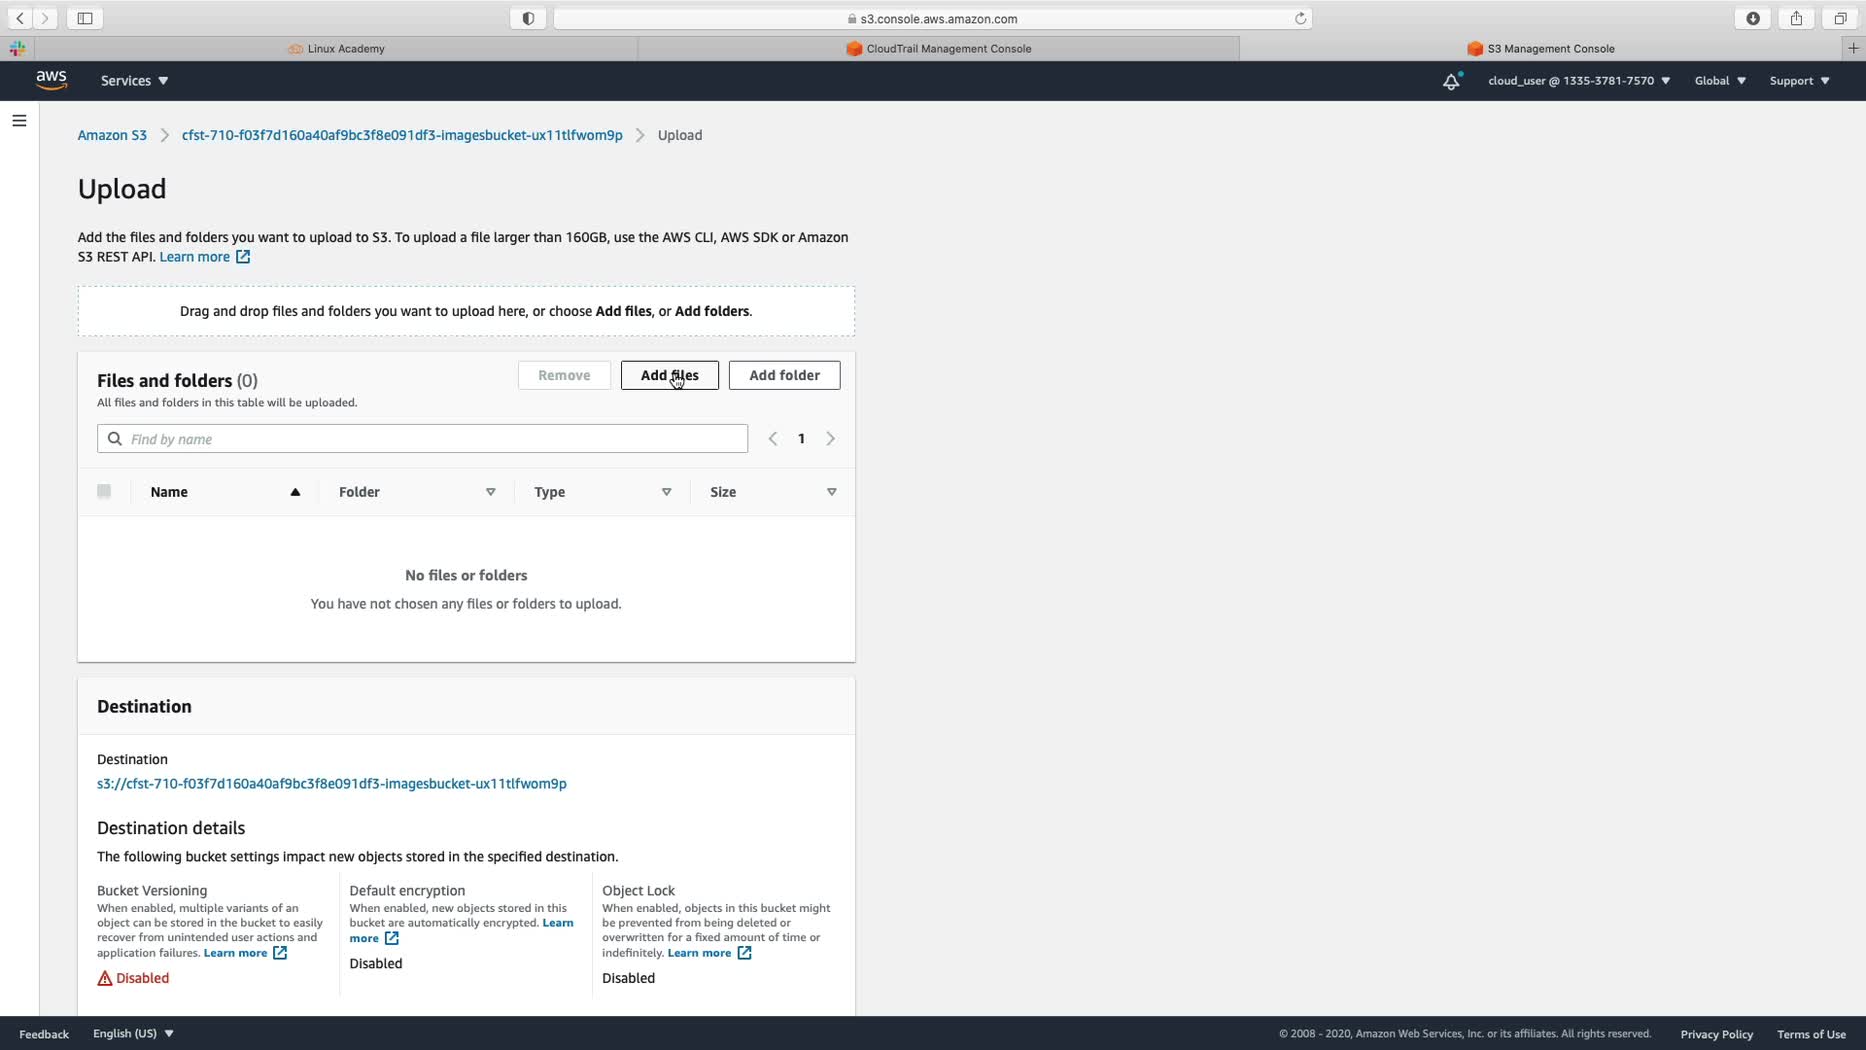 s3.console.aws.amazon.com
Linux Academy
CloudTrail Management Console
S3 Management Console
aws
Services
cloud_user @ 1335-3781-7570
Global
Support
Amazon S3
cfst-710-f03f7d160a40af9bc3f8e091df3-imagesbucket-ux11tlfwom9p
Upload
Upload
Add the files and folders you want to upload to S3. To upload a file larger than 160GB, use the AWS CLI, AWS SDK or Amazon
S3 REST API. Learn more
Drag and drop files and folders you want to upload here, or choose Add files, or Add folders.
Files and folders (0)
All files and folders in this table will be uploaded.
Remove
Add files
Add folder
Find by name
1
Name
Folder
Type
Size
No files or folders
You have not chosen any files or folders to upload.
Destination
Destination
s3://cfst-710-f03f7d160a40af9bc3f8e091df3-imagesbucket-ux11tlfwom9p
Destination details
The following bucket settings impact new objects stored in the specified destination.
Bucket Versioning
When enabled, multiple variants of an
object can be stored in the bucket to easily
recover from unintended user actions and
application failures. Learn more
Disabled
Default encryption
When enabled, new objects stored in this
bucket are automatically encrypted. Learn
more
Disabled
Object Lock
When enabled, objects in this bucket might
be prevented from being deleted or
overwritten for a fixed amount of time or
indefinitely. Learn more
Disabled
Feedback
English (US)
© 2008 - 2020, Amazon Web Services, Inc. or its affiliates. All rights reserved.
Privacy Policy
Terms of Use